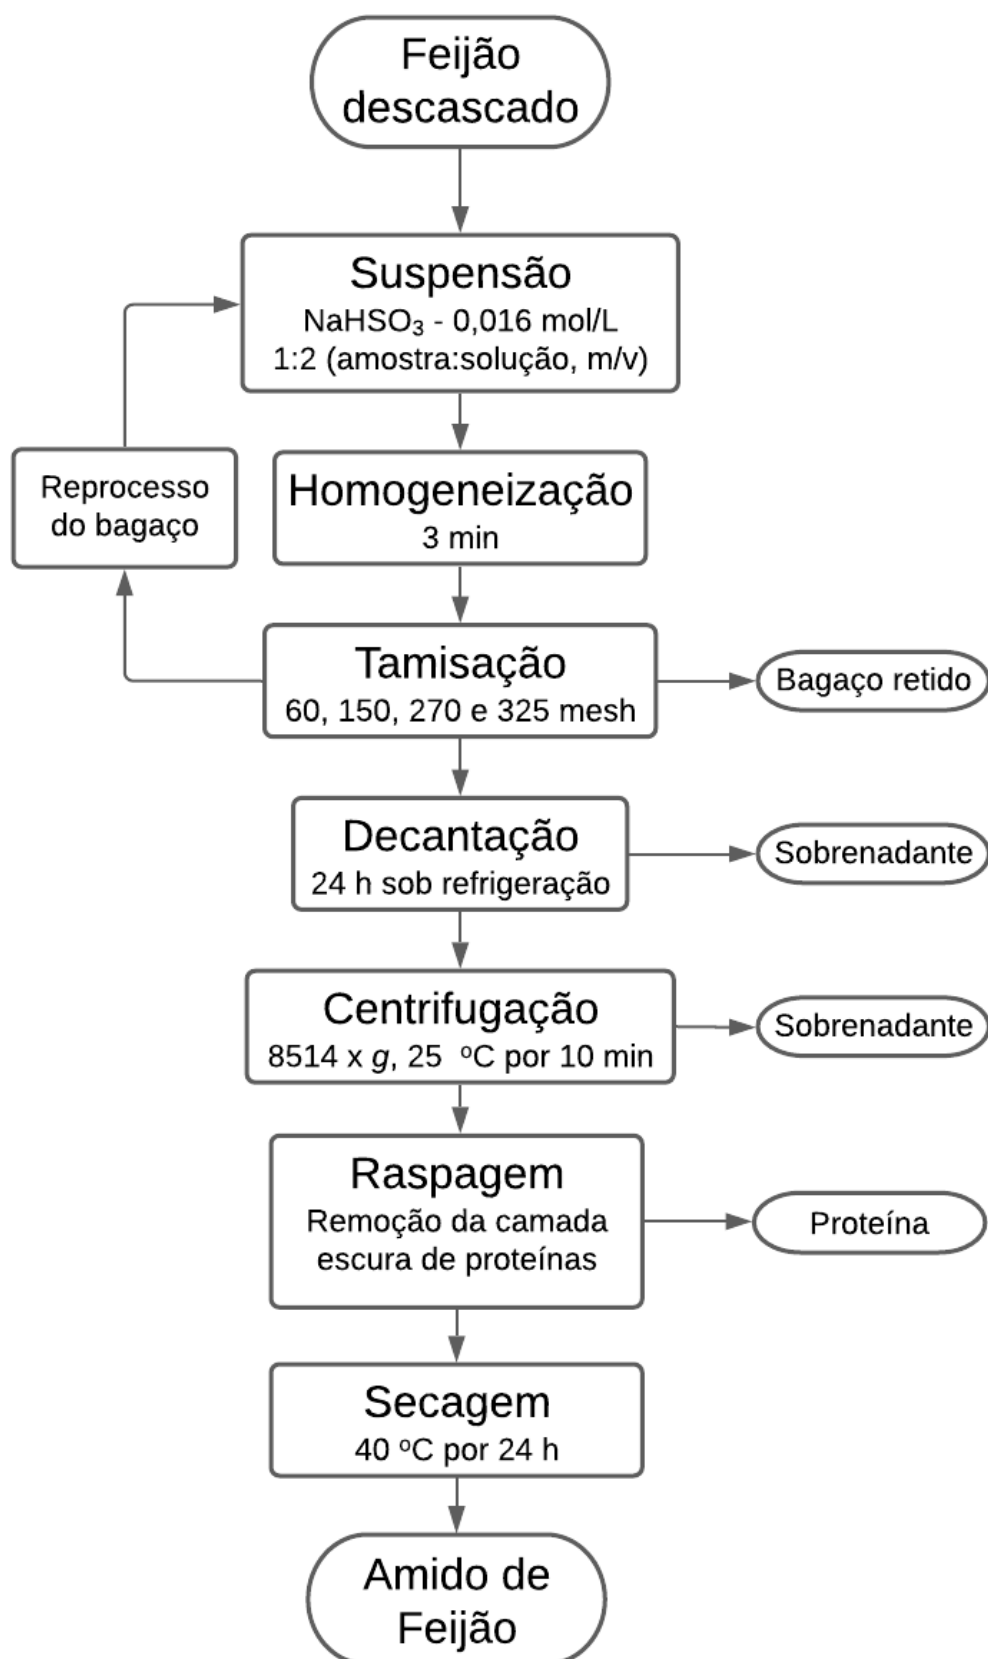 Feijão
descascado
Suspensão
NaHSO₃ - 0,016 mol/L
1:2 (amostra:solução, m/v)
Reprocesso
do bagaço
Homogeneização
3 min
Tamisação
60, 150, 270 e 325 mesh
Bagaço retido
Decantação
24 h sob refrigeração
Sobrenadante
Centrifugação
8514 x g, 25 ºC por 10 min
Sobrenadante
Raspagem
Remoção da camada
escura de proteínas
Proteína
Secagem
40 ºC por 24 h
Amido de
Feijão